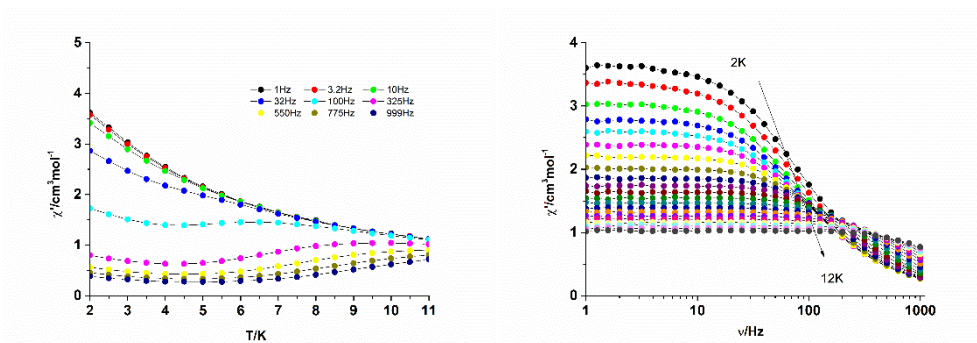 5
4
3
2
1
0
χ'/cm³mol⁻¹
1Hz 3.2Hz 10Hz
32Hz 100Hz 325Hz
550Hz 775Hz 999Hz
2 3 4 5 6 7 8 9 10 11
T/K
4
3
2
1
0
χ'/cm³mol⁻¹
2K
12K
1 10 100 1000
ν/Hz